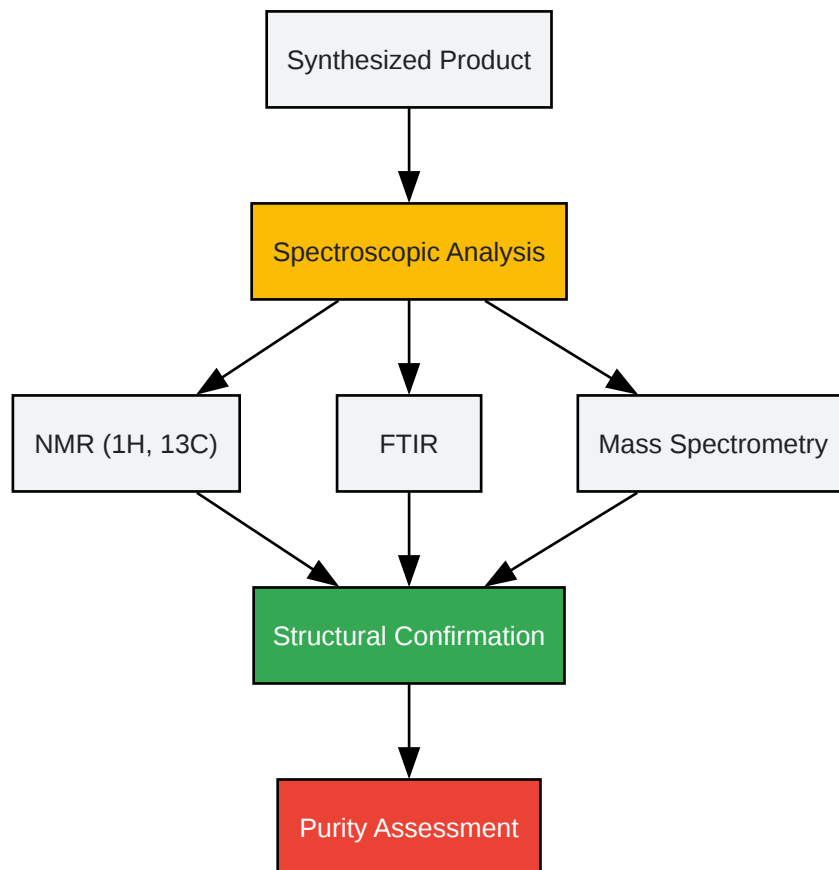 Synthesized Product
Spectroscopic Analysis
NMR (1H, 13C)
FTIR
Mass Spectrometry
Structural Confirmation
Purity Assessment